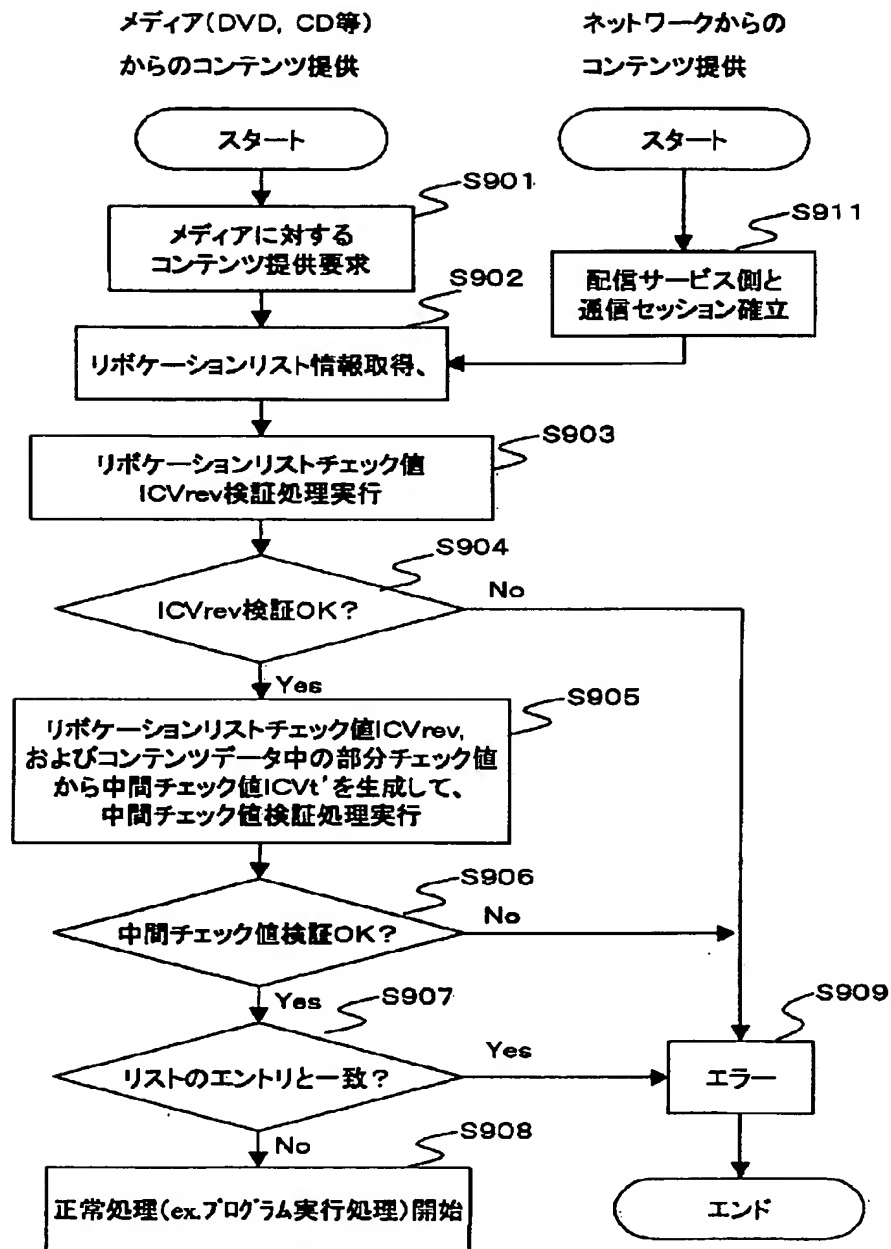 メディア(DVD, CD等)
からのコンテンツ提供
ネットワークからの
コンテンツ提供
スタート
スタート
S901
メディアに対する
コンテンツ提供要求
S911
配信サービス側と
通信セッション確立
S902
リボケーションリスト情報取得、
S903
リボケーションリストチェック値
ICVrev検証処理実行
S904
ICVrev検証OK?
No
Yes
S905
リボケーションリストチェック値ICVrev,
およびコンテンツデータ中の部分チェック値
から中間チェック値ICVt'を生成して、
中間チェック値検証処理実行
S906
中間チェック値検証OK?
No
Yes
S907
リストのエントリと一致?
Yes
S909
エラー
No
S908
正常処理(ex.プログラム実行処理)開始
エンド